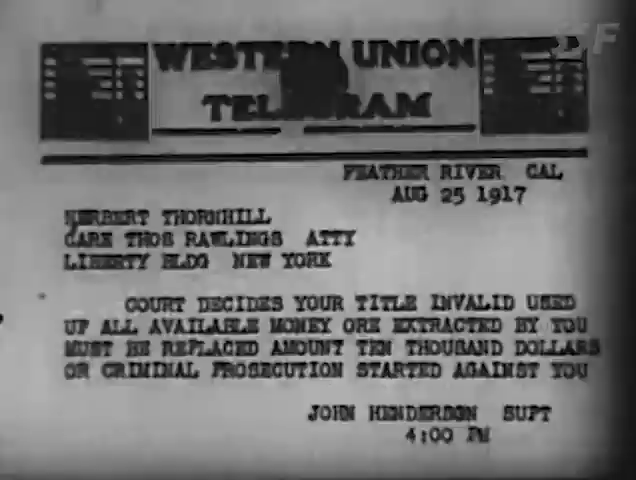 SF
WESTERN UNION
TELEGRAM
FEATHER RIVER CAL
AUG 25 1917
HERBERT THORNHILL
CARE THOS RAWLINGS ATTY
LIBERTY BLDG NEW YORK
COURT DECIDES YOUR TITLE INVALID USED
UP ALL AVAILABLE MONEY ORE EXTRACTED BY YOU
MUST BE REPLACED AMOUNT TEN THOUSAND DOLLARS
OR CRIMINAL PROSECUTION STARTED AGAINST YOU
JOHN HENDERSON SUPT
4:00 PM